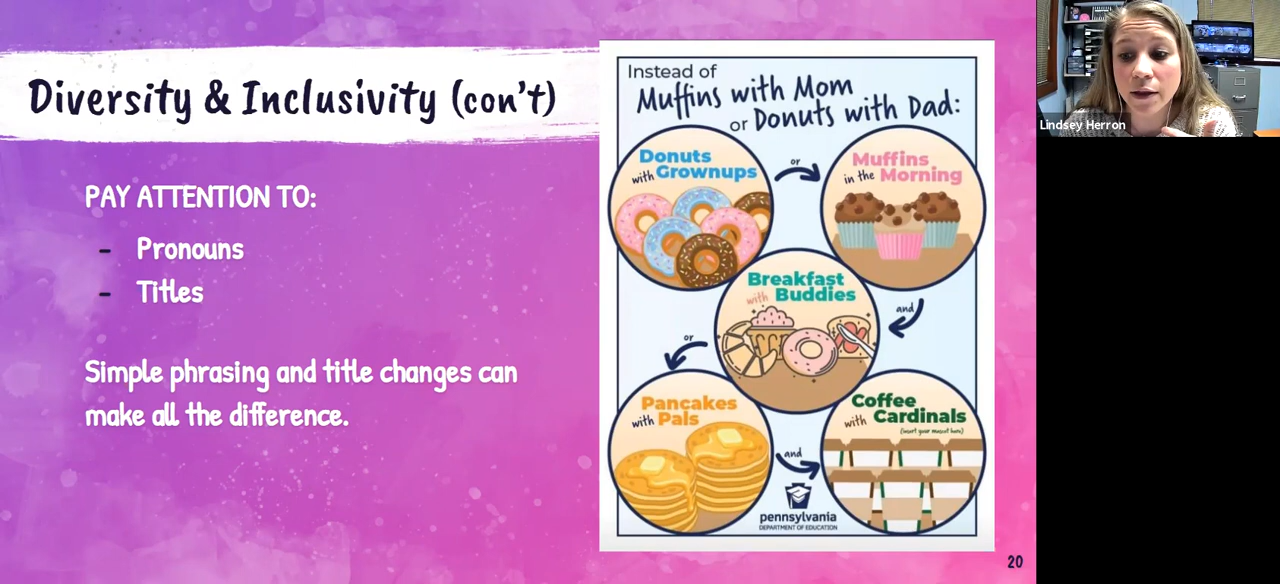 Diversity & Inclusivity (con't)
PAY ATTENTION TO:
- Pronouns
- Titles
Simple phrasing and title changes can
make all the difference.
Instead of
Muffins with Mom
or Donuts with Dad:
Donuts
with Grownups
or
Muffins
in the Morning
Breakfast
with Buddies
and
or
Pancakes
with Pals
and
Coffee
with Cardinals
(insert your mascot here)
pennsylvania
DEPARTMENT OF EDUCATION
20
Lindsey Herron